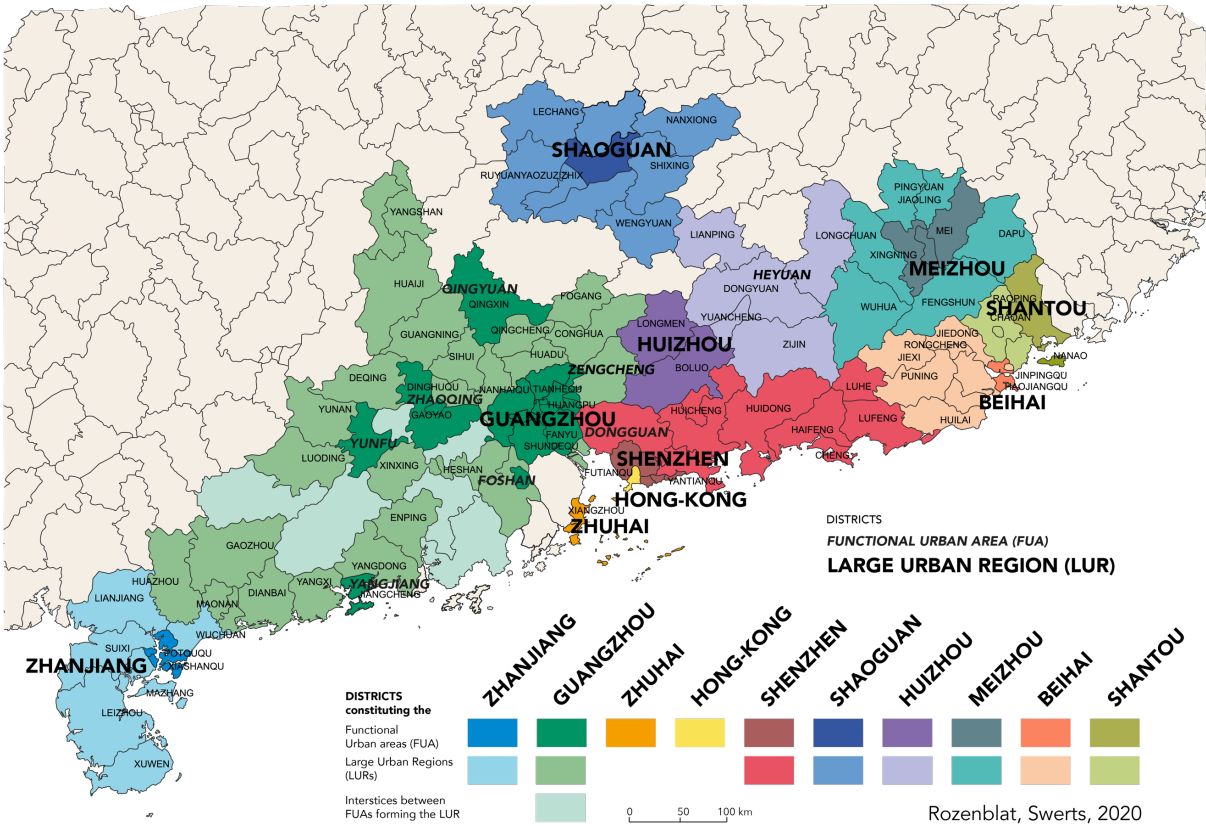 LECHANG
NANXIONG
SHAOGUAN
SHIXING
RUYUANYAOZUZIZHIX
WENGYUAN
YANGSHAN
LIANPING
LONGCHUAN
PINGYUAN
JIAOLING
MEI
DAPU
XINGNING
MEIZHOU
HEYUAN
DONGYUAN
HUAIJI
QINGYUAN
QINGXIN
FOGANG
WUHUA
FENGSHUN
RAOPING
SHANTOU
CHAOAN
YUANCHENG
LONGMEN
HUIZHOU
ZIJIN
GUANGNING
QINGCHENG
CONGHUA
JIEDONG
RONGCHENG
JIEXI
NANAO
SIHUI
HUADU
ZENGCHENG
BOLUO
PUNING
JINPINGQU
HAOJIANGQU
BEIHAI
DEQING
DINGHUQU
ZHAOQING
NANHAIQU
TIANHEQU
LUHE
YUNAN
GAOYAO
HUANGPU
GUANGZHOU
HUICHENG
HUIDONG
LUFENG
HUILAI
YUNFU
FANYU
DONGGUAN
HAIFENG
SHUNDEQU
CHENG
LUODING
XINXING
HESHAN
FOSHAN
SHENZHEN
FUTIANQU
YANTIANQU
HONG-KONG
XIANGZHOU
ZHUHAI
ENPING
GAOZHOU
YANGDONG
HUAZHOU
YANGXI
YANGJIANG
JIANGCHENG
DIANBAI
MAONAN
LIANJIANG
WUCHUAN
SUIXI
POTOUQU
ZHANJIANG
XIASHANQU
MAZHANG
LEIZHOU
XUWEN
DISTRICTS
FUNCTIONAL URBAN AREA (FUA)
LARGE URBAN REGION (LUR)
ZHANJIANG
GUANGZHOU
ZHUHAI
HONG-KONG
SHENZHEN
SHAOGUAN
HUIZHOU
MEIZHOU
BEIHAI
SHANTOU
DISTRICTS
constituting the
Functional
Urban areas (FUA)
Large Urban Regions
(LURs)
Interstices between
FUAs forming the LUR
0 50 100 km
Rozenblat, Swerts, 2020